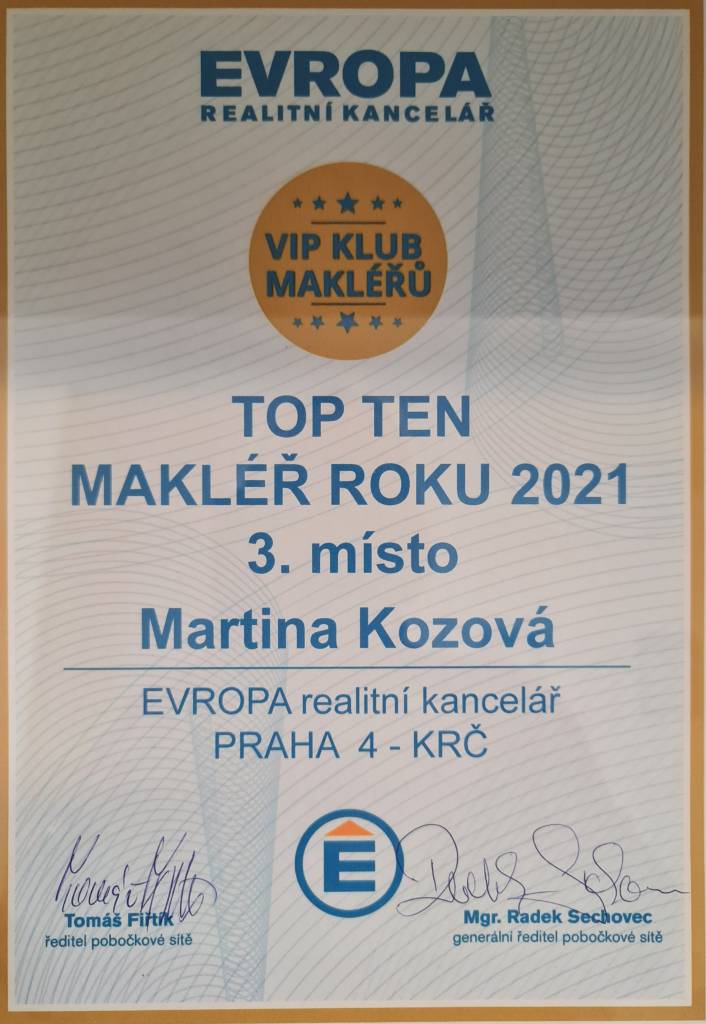 EVROPA
REALITNÍ KANCELÁŘ
VIP KLUB
MAKLÉŘŮ
TOP TEN
MAKLÉŘ ROKU 2021
3. místo
Martina Kozová
EVROPA realitní kancelář
PRAHA 4 - KRČ
E
Tomáš Fiřtík
ředitel pobočkové sítě
Mgr. Radek Sechovec
generální ředitel pobočkové sítě